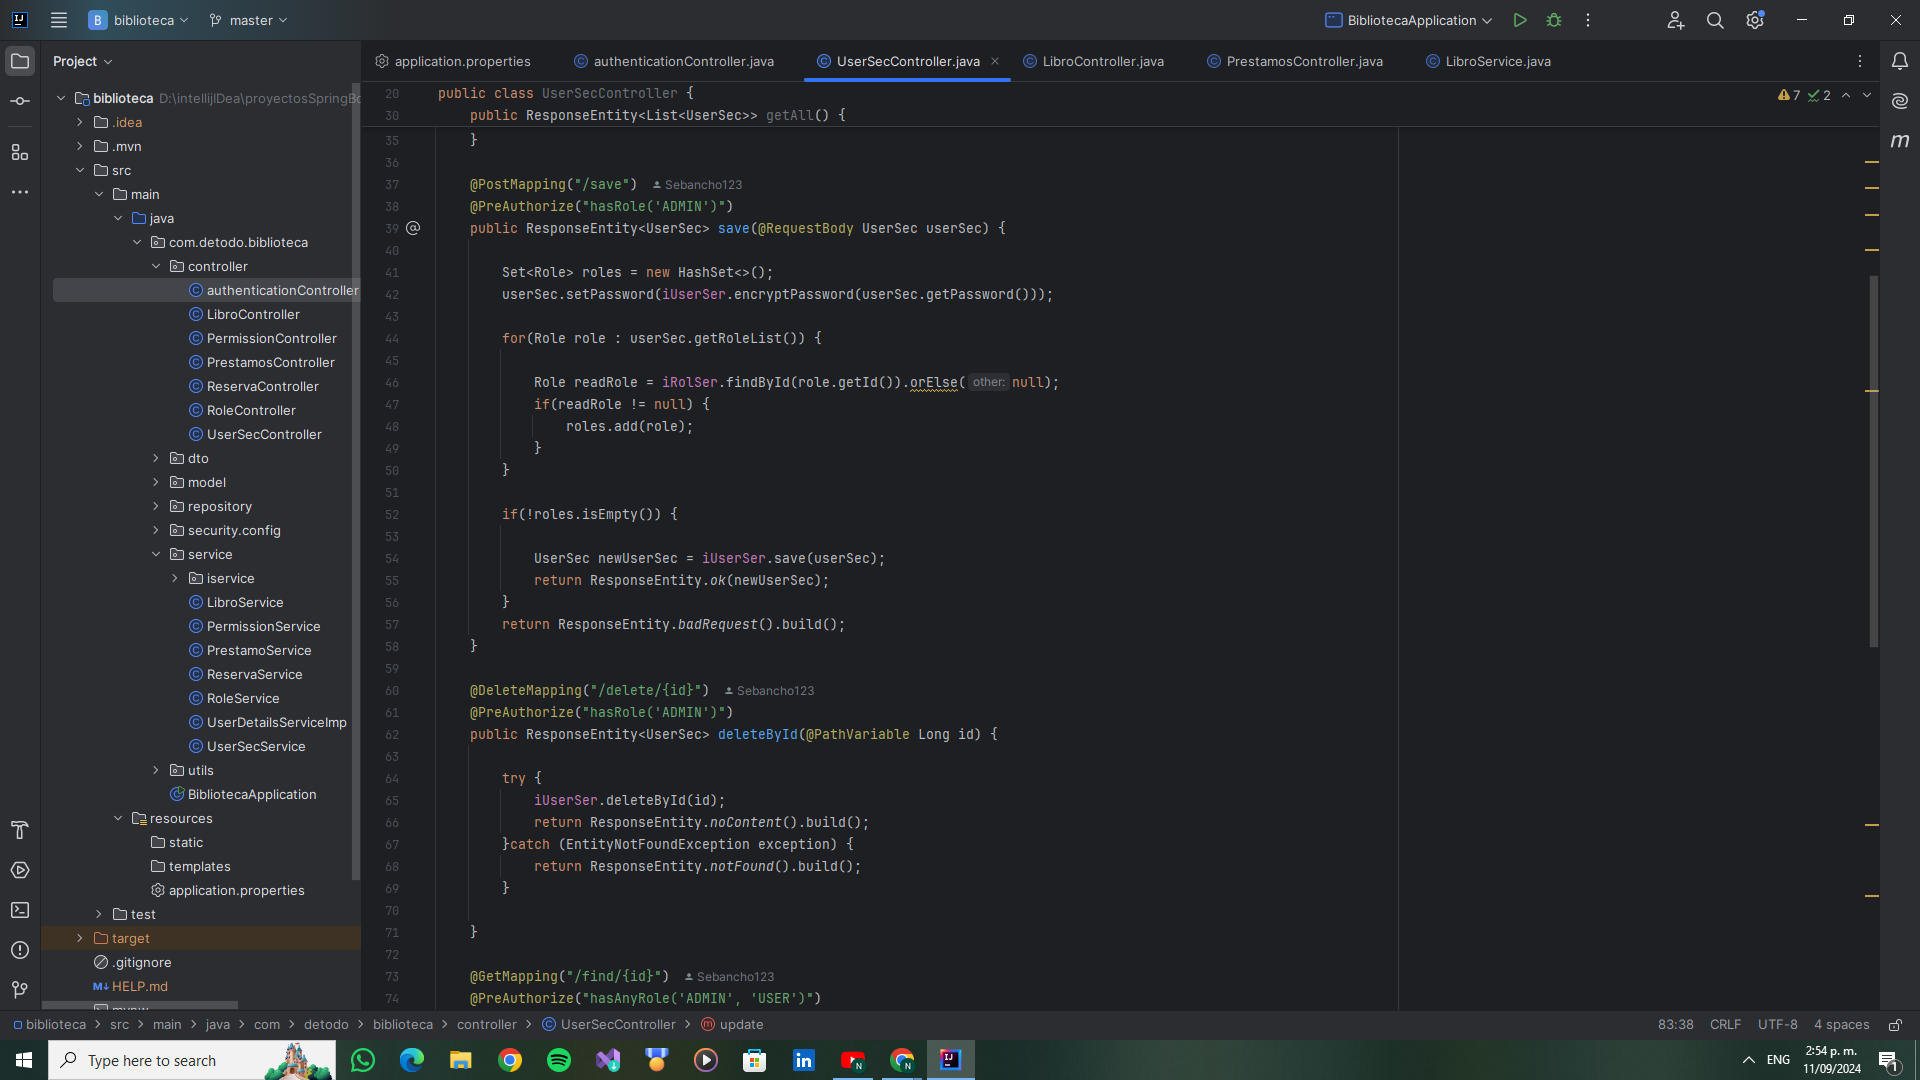 B biblioteca master
BibliotecaApplication
Project
application.properties authenticationController.java UserSecController.java LibroController.java PrestamosController.java LibroService.java
biblioteca D:\intellijIdea\proyectosSpringBo
.idea
.mvn
src
main
java
com.detodo.biblioteca
controller
authenticationController
LibroController
PermissionController
PrestamosController
ReservaController
RoleController
UserSecController
dto
model
repository
security.config
service
iservice
LibroService
PermissionService
PrestamoService
ReservaService
RoleService
UserDetailsServiceImp
UserSecService
utils
BibliotecaApplication
resources
static
templates
application.properties
test
target
.gitignore
M↓ HELP.md
7 2
20 public class UserSecController {
30 public ResponseEntity<List<UserSec>> getAll() {
35 }
36
37 @PostMapping("/save") Sebancho123
38 @PreAuthorize("hasRole('ADMIN')")
39 public ResponseEntity<UserSec> save(@RequestBody UserSec userSec) {
40
41 Set<Role> roles = new HashSet<>();
42 userSec.setPassword(iUserSer.encryptPassword(userSec.getPassword()));
43
44 for(Role role : userSec.getRoleList()) {
45
46 Role readRole = iRolSer.findById(role.getId()).orElse( other: null);
47 if(readRole != null) {
48 roles.add(role);
49 }
50 }
51
52 if(!roles.isEmpty()) {
53
54 UserSec newUserSec = iUserSer.save(userSec);
55 return ResponseEntity.ok(newUserSec);
56 }
57 return ResponseEntity.badRequest().build();
58 }
59
60 @DeleteMapping("/delete/{id}") Sebancho123
61 @PreAuthorize("hasRole('ADMIN')")
62 public ResponseEntity<UserSec> deleteById(@PathVariable Long id) {
63
64 try {
65 iUserSer.deleteById(id);
66 return ResponseEntity.noContent().build();
67 }catch (EntityNotFoundException exception) {
68 return ResponseEntity.notFound().build();
69 }
70
71 }
72
73 @GetMapping("/find/{id}") Sebancho123
74 @PreAuthorize("hasAnyRole('ADMIN', 'USER')")
biblioteca > src > main > java > com > detodo > biblioteca > controller > UserSecController > update
83:38 CRLF UTF-8 4 spaces
Type here to search
ENG
2:54 p. m.
11/09/2024
1